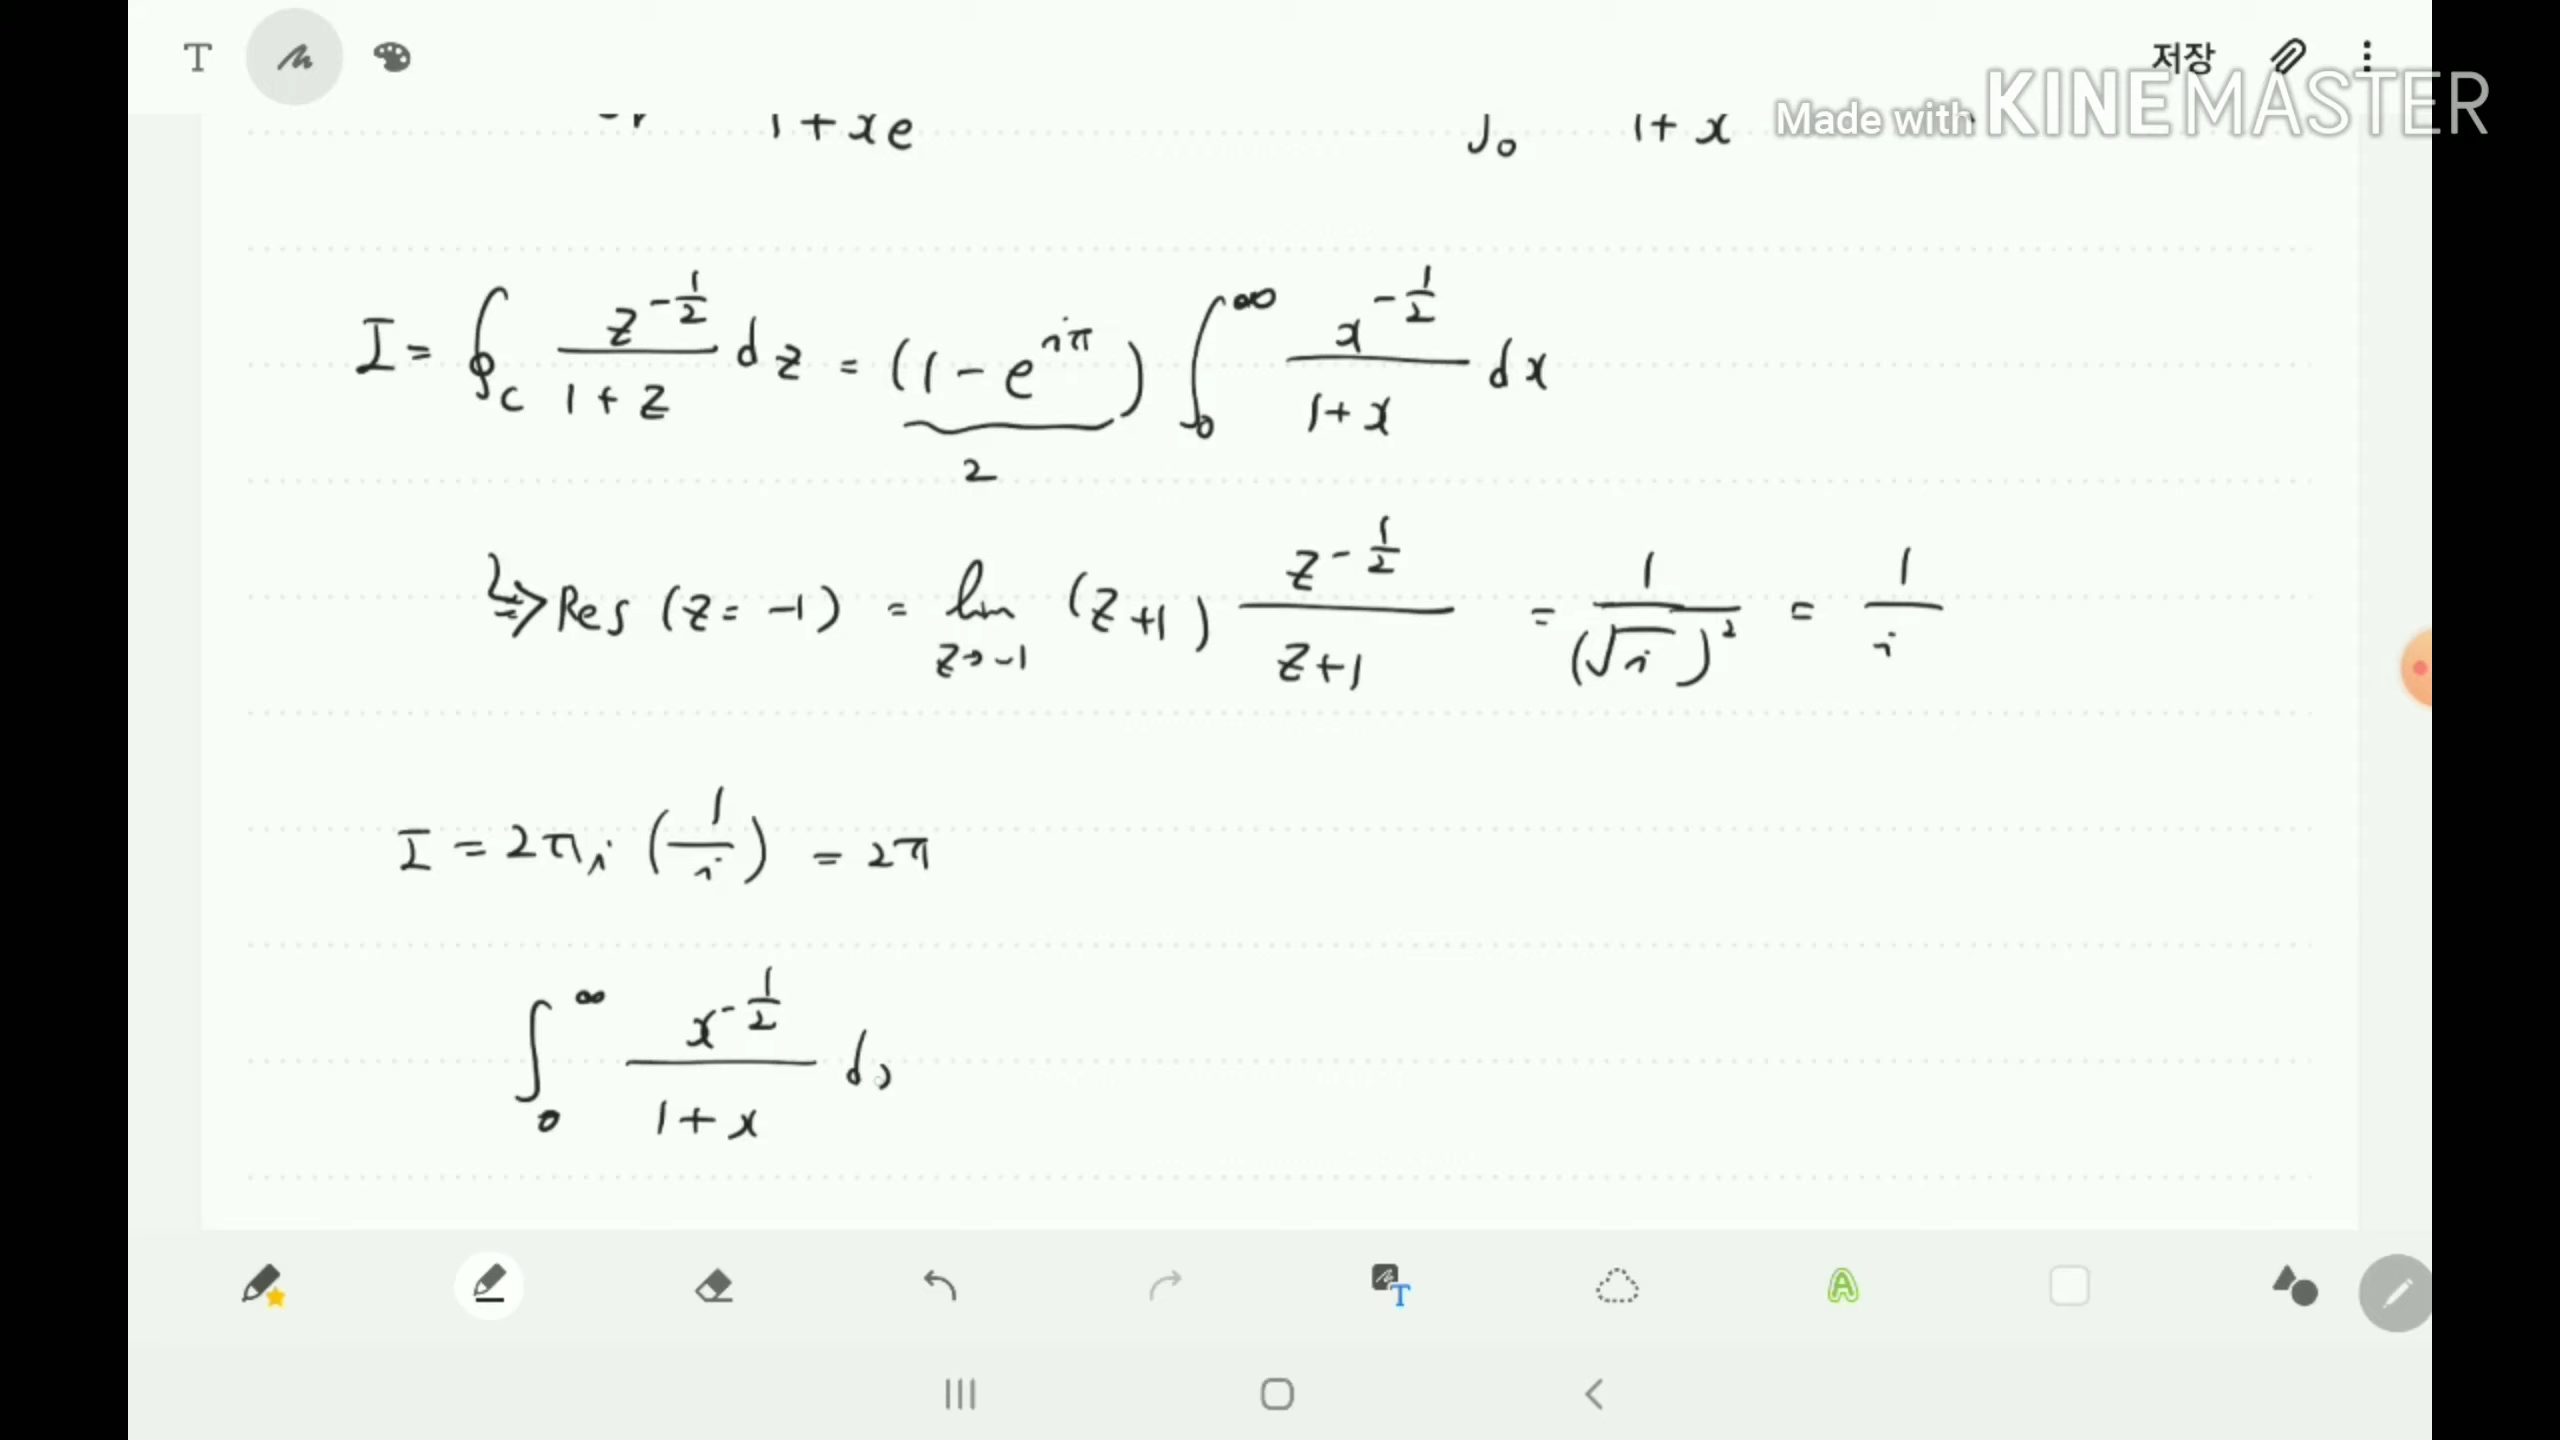 T 저장
Made with KINEMASTER
1 + xe ∫₀ 1 + x
I = ∮_C z^{-1/2} / (1 + z) dz = (1 - e^{iπ}) ∫₀^∞ x^{-1/2} / (1 + x) dx
2
⇒ Res (z = -1) = lim_{z→-1} (z+1) z^{-1/2} / (z+1) = 1 / (√i)² = 1 / i
I = 2πi (1/i) = 2π
∫₀^∞ x^{-1/2} / (1 + x) d
T
A